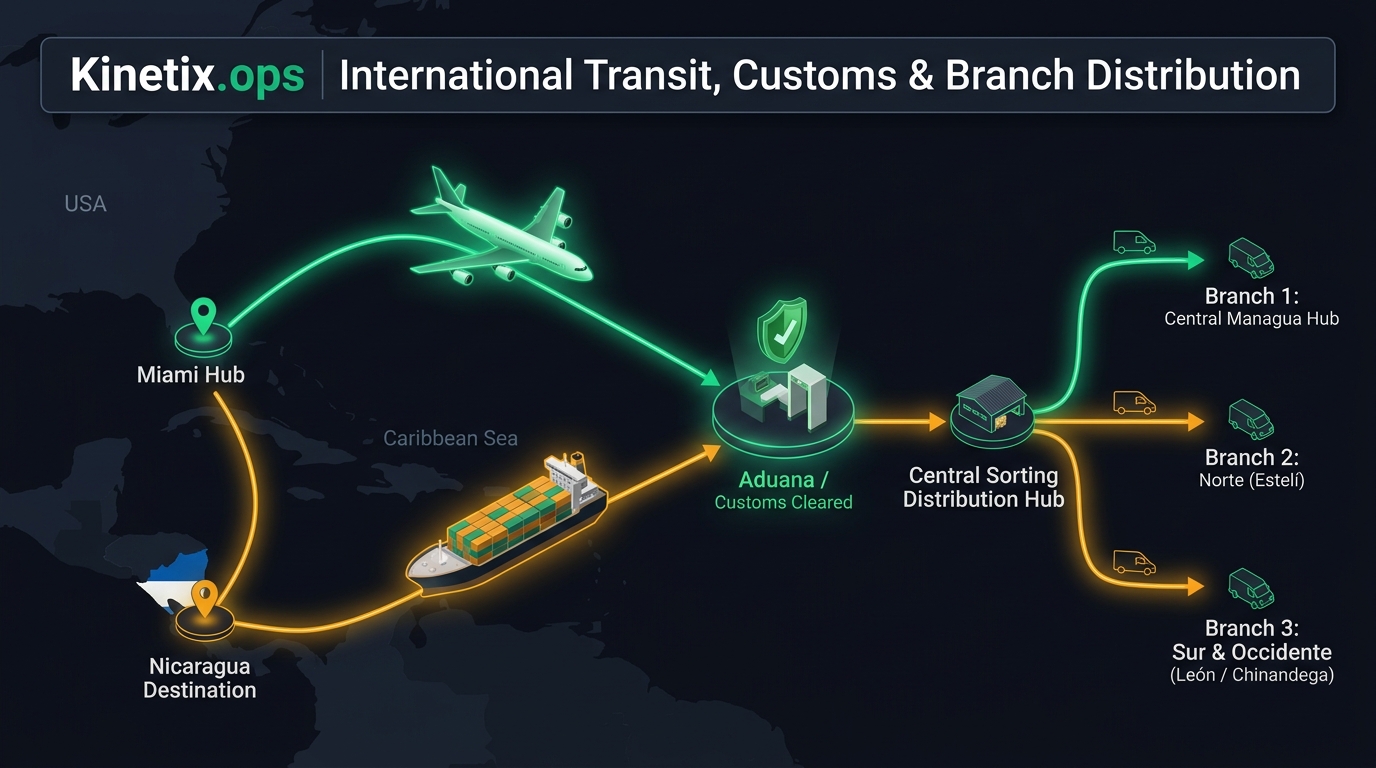 Kinetix.ops | International Transit, Customs & Branch Distribution
USA
Miami Hub
Caribbean Sea
Nicaragua
Destination
Aduana /
Customs Cleared
Central Sorting
Distribution Hub
Branch 1:
Central Managua Hub
Branch 2:
Norte (Estelí)
Branch 3:
Sur & Occidente
(León / Chinandega)